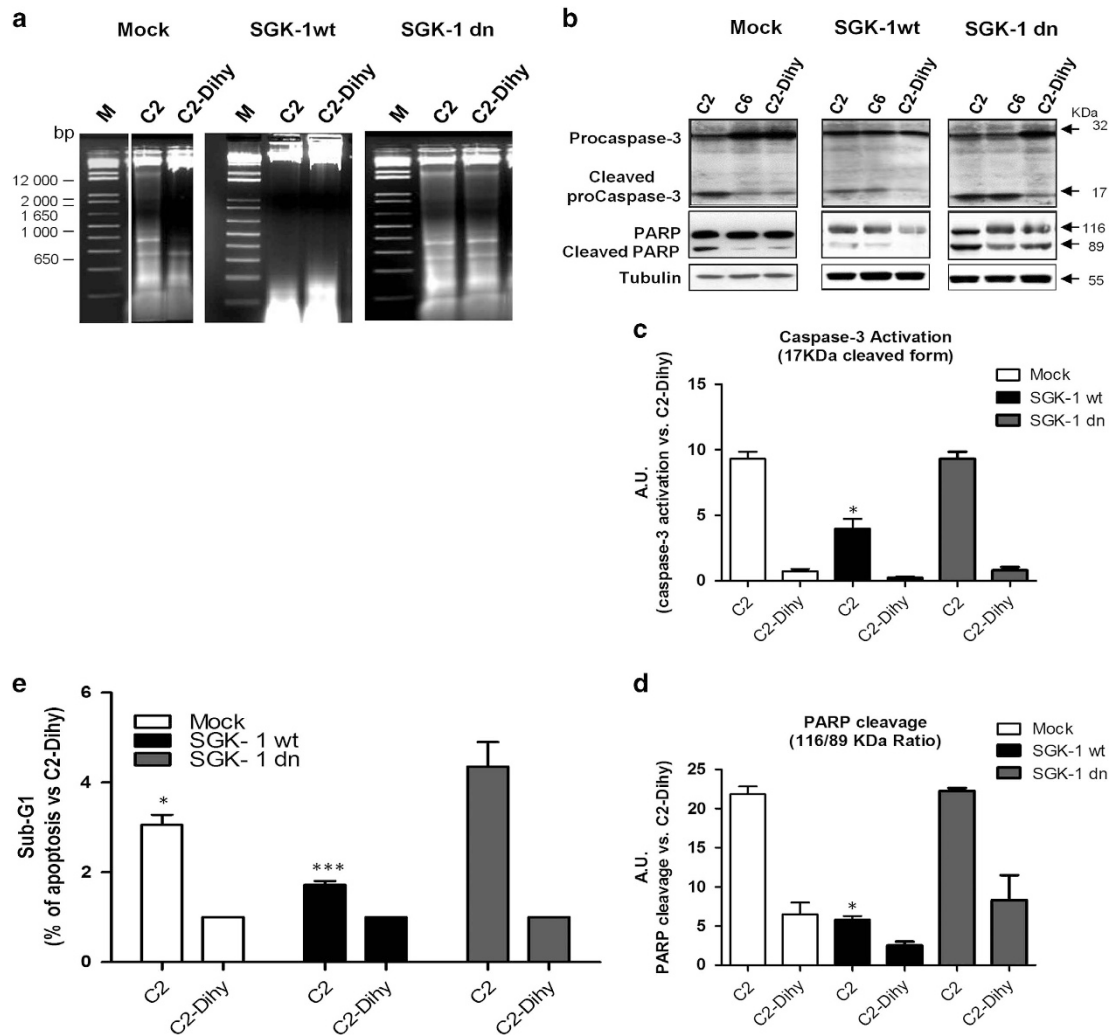 a
Mock SGK-1wt SGK-1 dn
M C2 C2-Dihy M C2 C2-Dihy M C2 C2-Dihy
bp
12 000
2 000
1 650
1 000
650
b
Mock SGK-1wt SGK-1 dn
C2 C6 C2-Dihy C2 C6 C2-Dihy C2 C6 C2-Dihy
KDa
Procaspase-3 32
Cleaved
proCaspase-3 17
PARP 116
Cleaved PARP 89
Tubulin 55
c
Caspase-3 Activation
(17KDa cleaved form)
Mock
SGK-1 wt
SGK-1 dn
A.U.
(caspase-3 activation vs. C2-Dihy)
15
10
5
0
*
C2 C2-Dihy C2 C2-Dihy C2 C2-Dihy
e
Mock
SGK- 1 wt
SGK- 1 dn
Sub-G1
(% of apoptosis vs C2-Dihy)
6
4
2
0
* ***
C2 C2-Dihy C2 C2-Dihy C2 C2-Dihy
d
PARP cleavage
(116/89 KDa Ratio)
Mock
SGK-1 wt
SGK-1 dn
A.U.
PARP cleavage vs. C2-Dihy)
25
20
15
10
5
0
*
C2 C2-Dihy C2 C2-Dihy C2 C2-Dihy